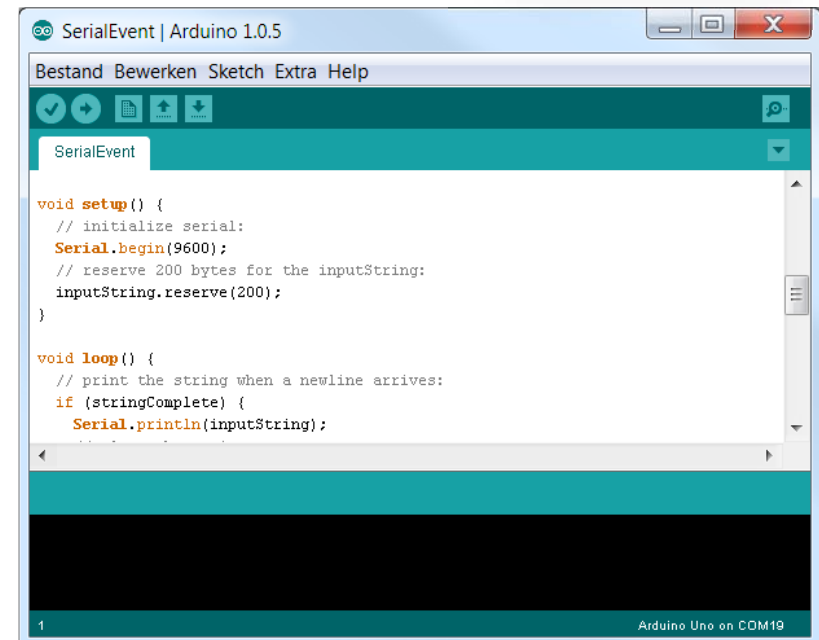 SerialEvent | Arduino 1.0.5
Bestand Bewerken Sketch Extra Help
SerialEvent
void setup() {
// initialize serial:
Serial.begin(9600);
// reserve 200 bytes for the inputString:
inputString.reserve(200);
}
void loop() {
// print the string when a newline arrives:
if (stringComplete) {
Serial.println(inputString);
1
Arduino Uno on COM19